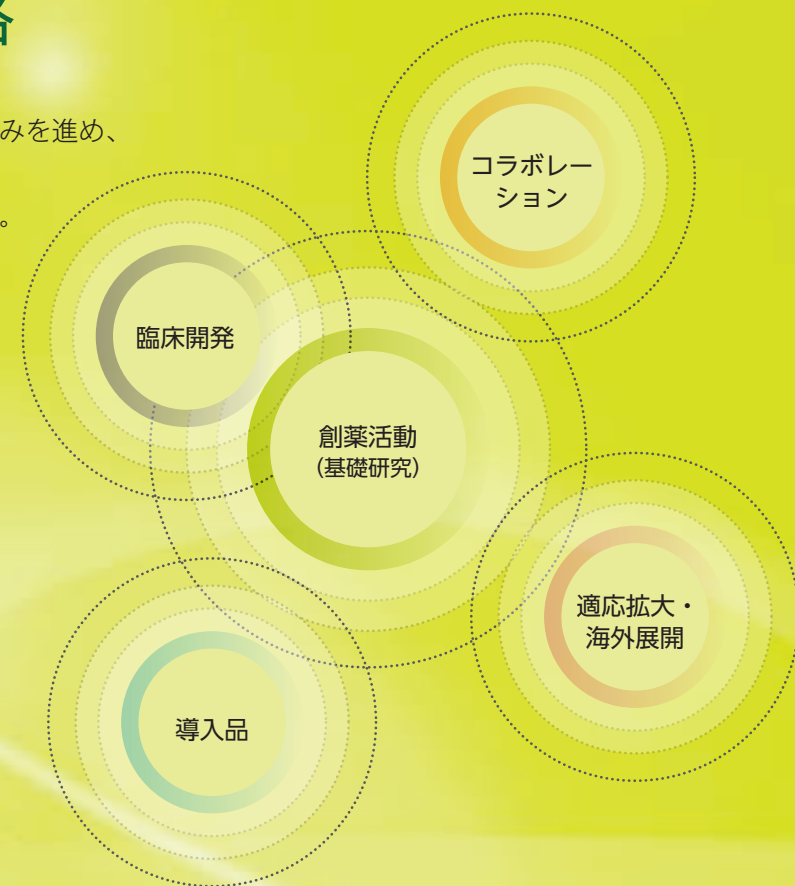 みを進め、
。
コラボレー
ション
臨床開発
創薬活動
（基礎研究）
適応拡大・
海外展開
導入品